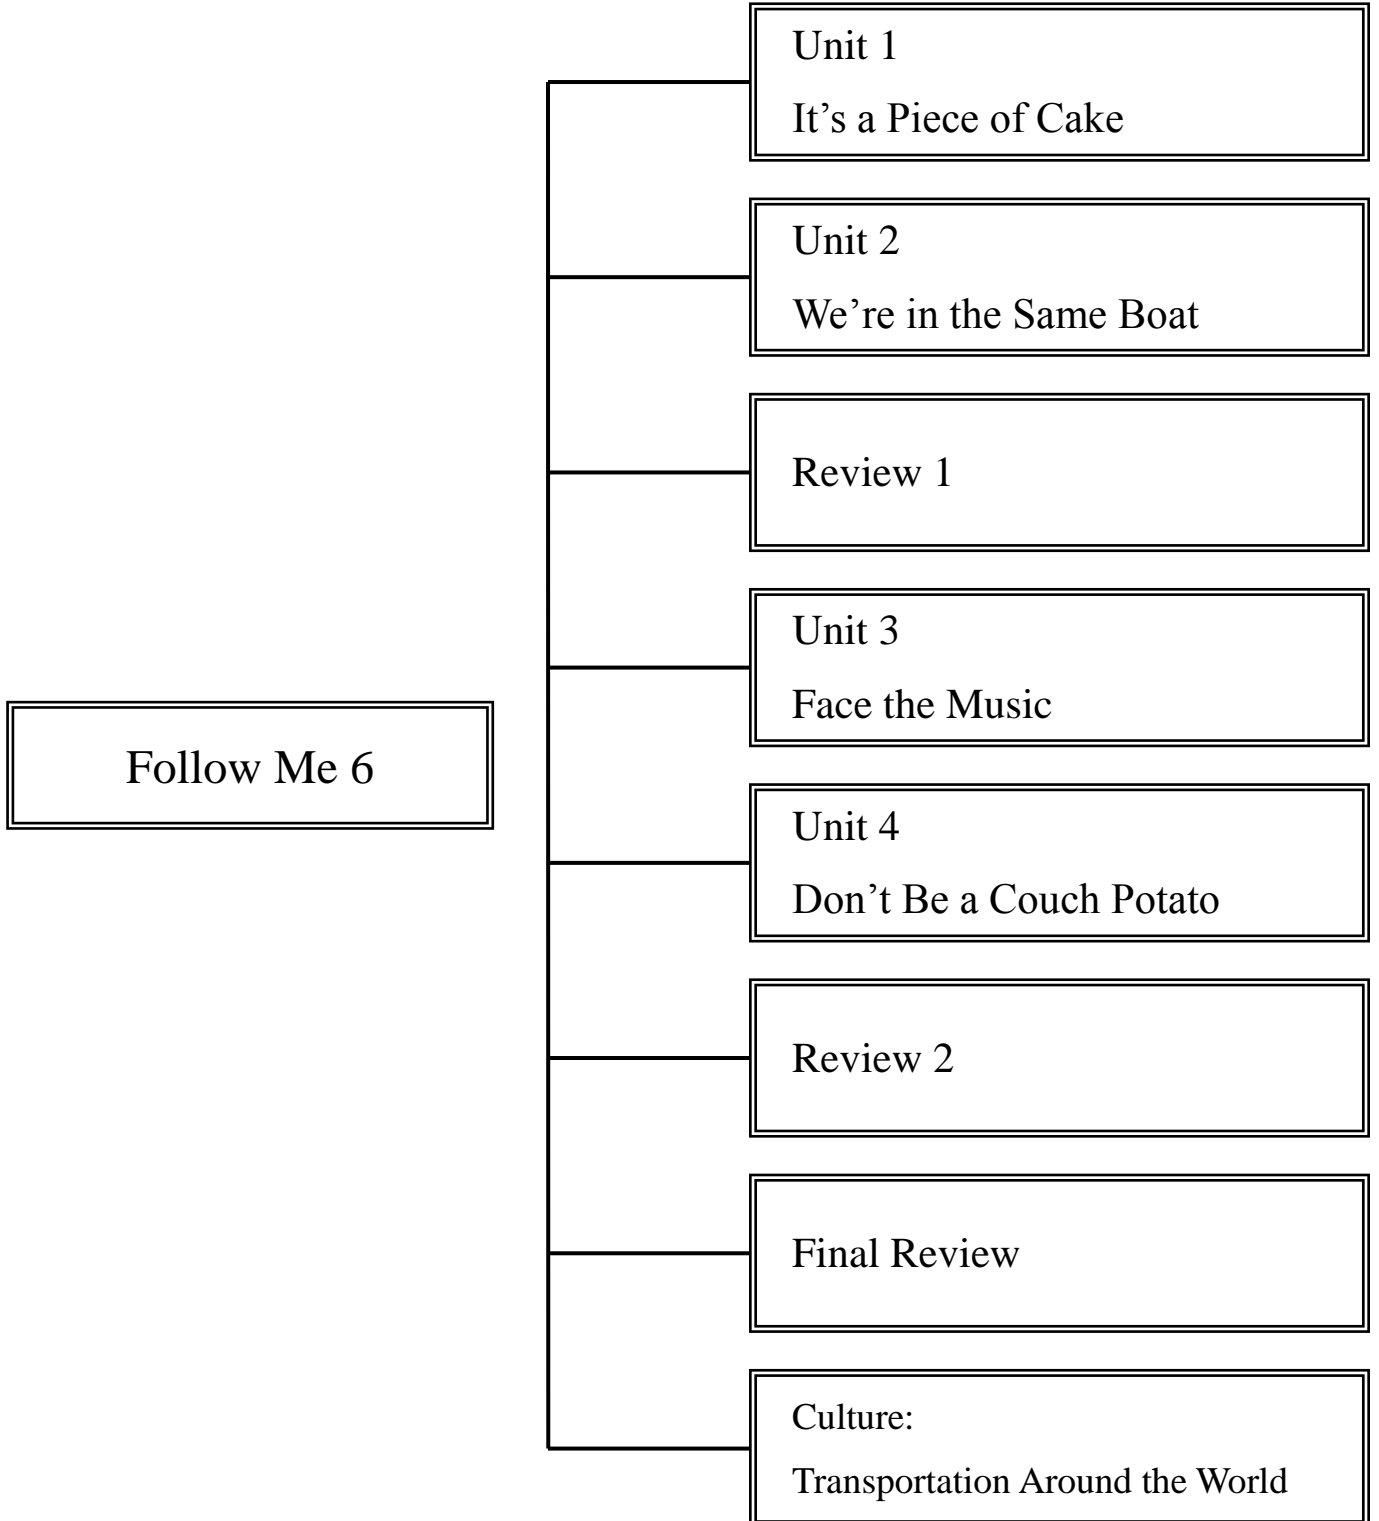 Follow Me 6
Unit 1
It’s a Piece of Cake
Unit 2
We’re in the Same Boat
Review 1
Unit 3
Face the Music
Unit 4
Don’t Be a Couch Potato
Review 2
Final Review
Culture:
Transportation Around the World